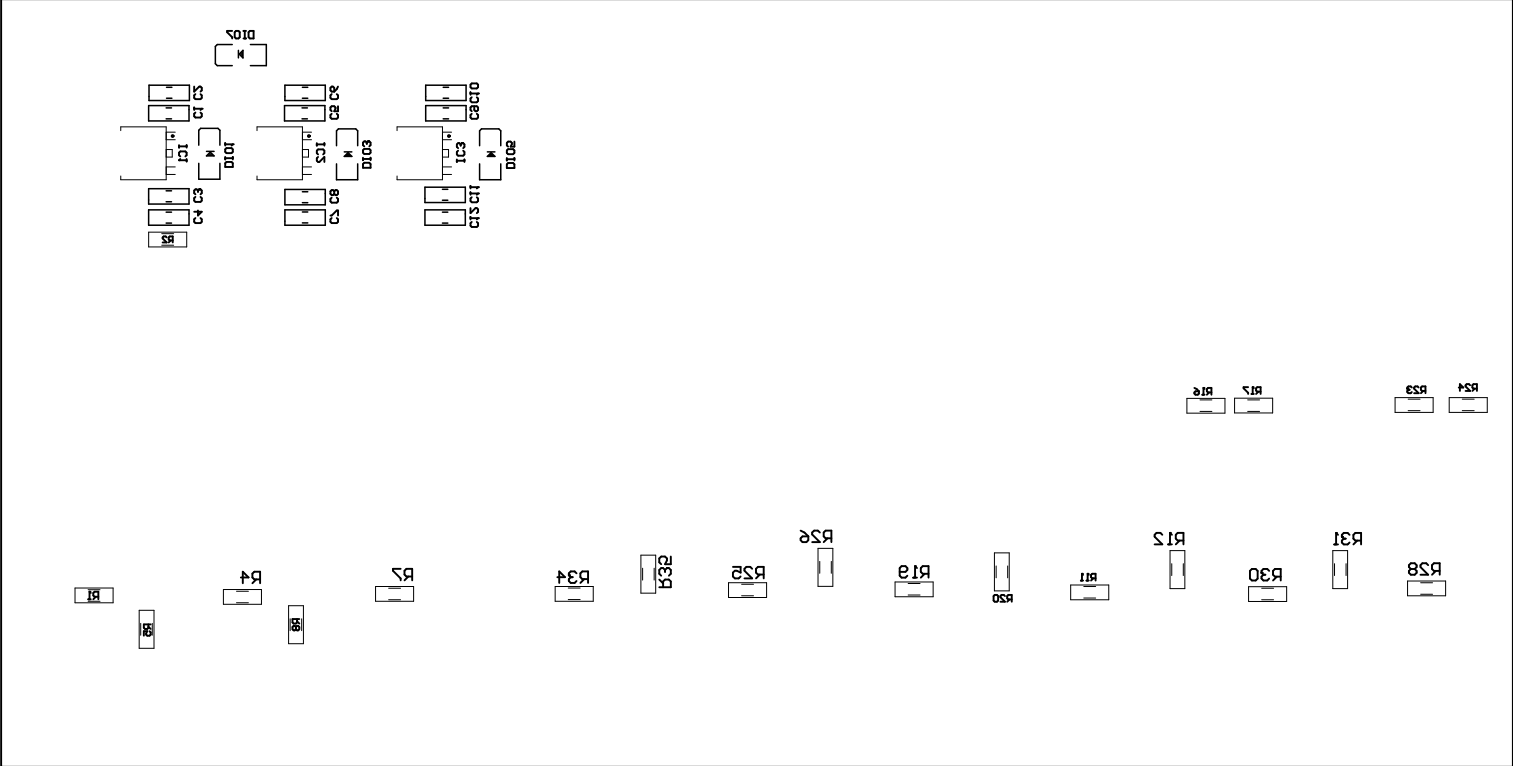 DIO7
C2
C6
C10
C1
C5
C9
IC1
DIO1
IC2
DIO3
IC3
DIO5
C3
C8
C11
C4
C7
C12
R2
R16
R17
R23
R24
R26
R12
R31
R35
R4
R7
R34
R25
R19
R11
R30
R28
R1
R20
R5
R8